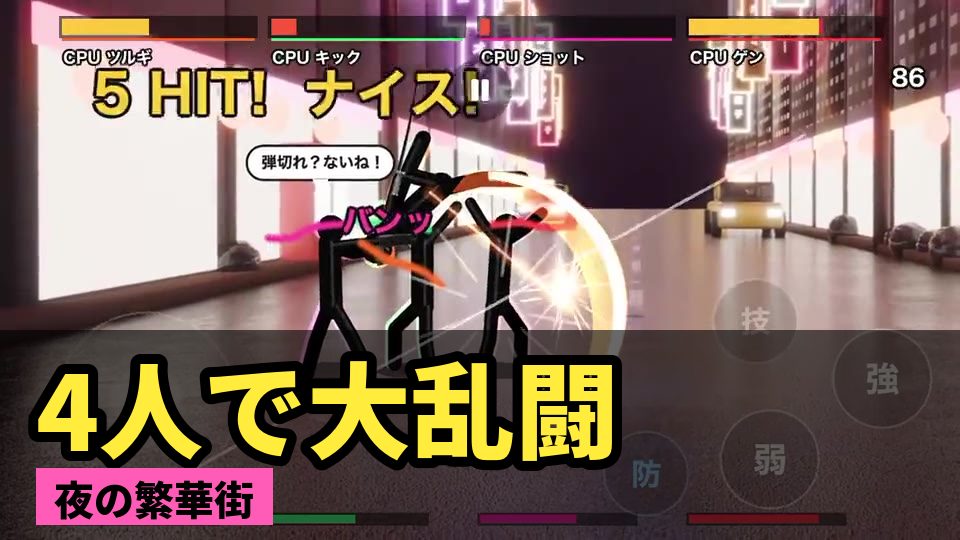 CPU ツルギ
CPU キック
CPU ショット
CPU ゲン
86
5 HIT! ナイス!
弾切れ?ないね!
バンッ
技
強
4人で大乱闘
弱
防
夜の繁華街